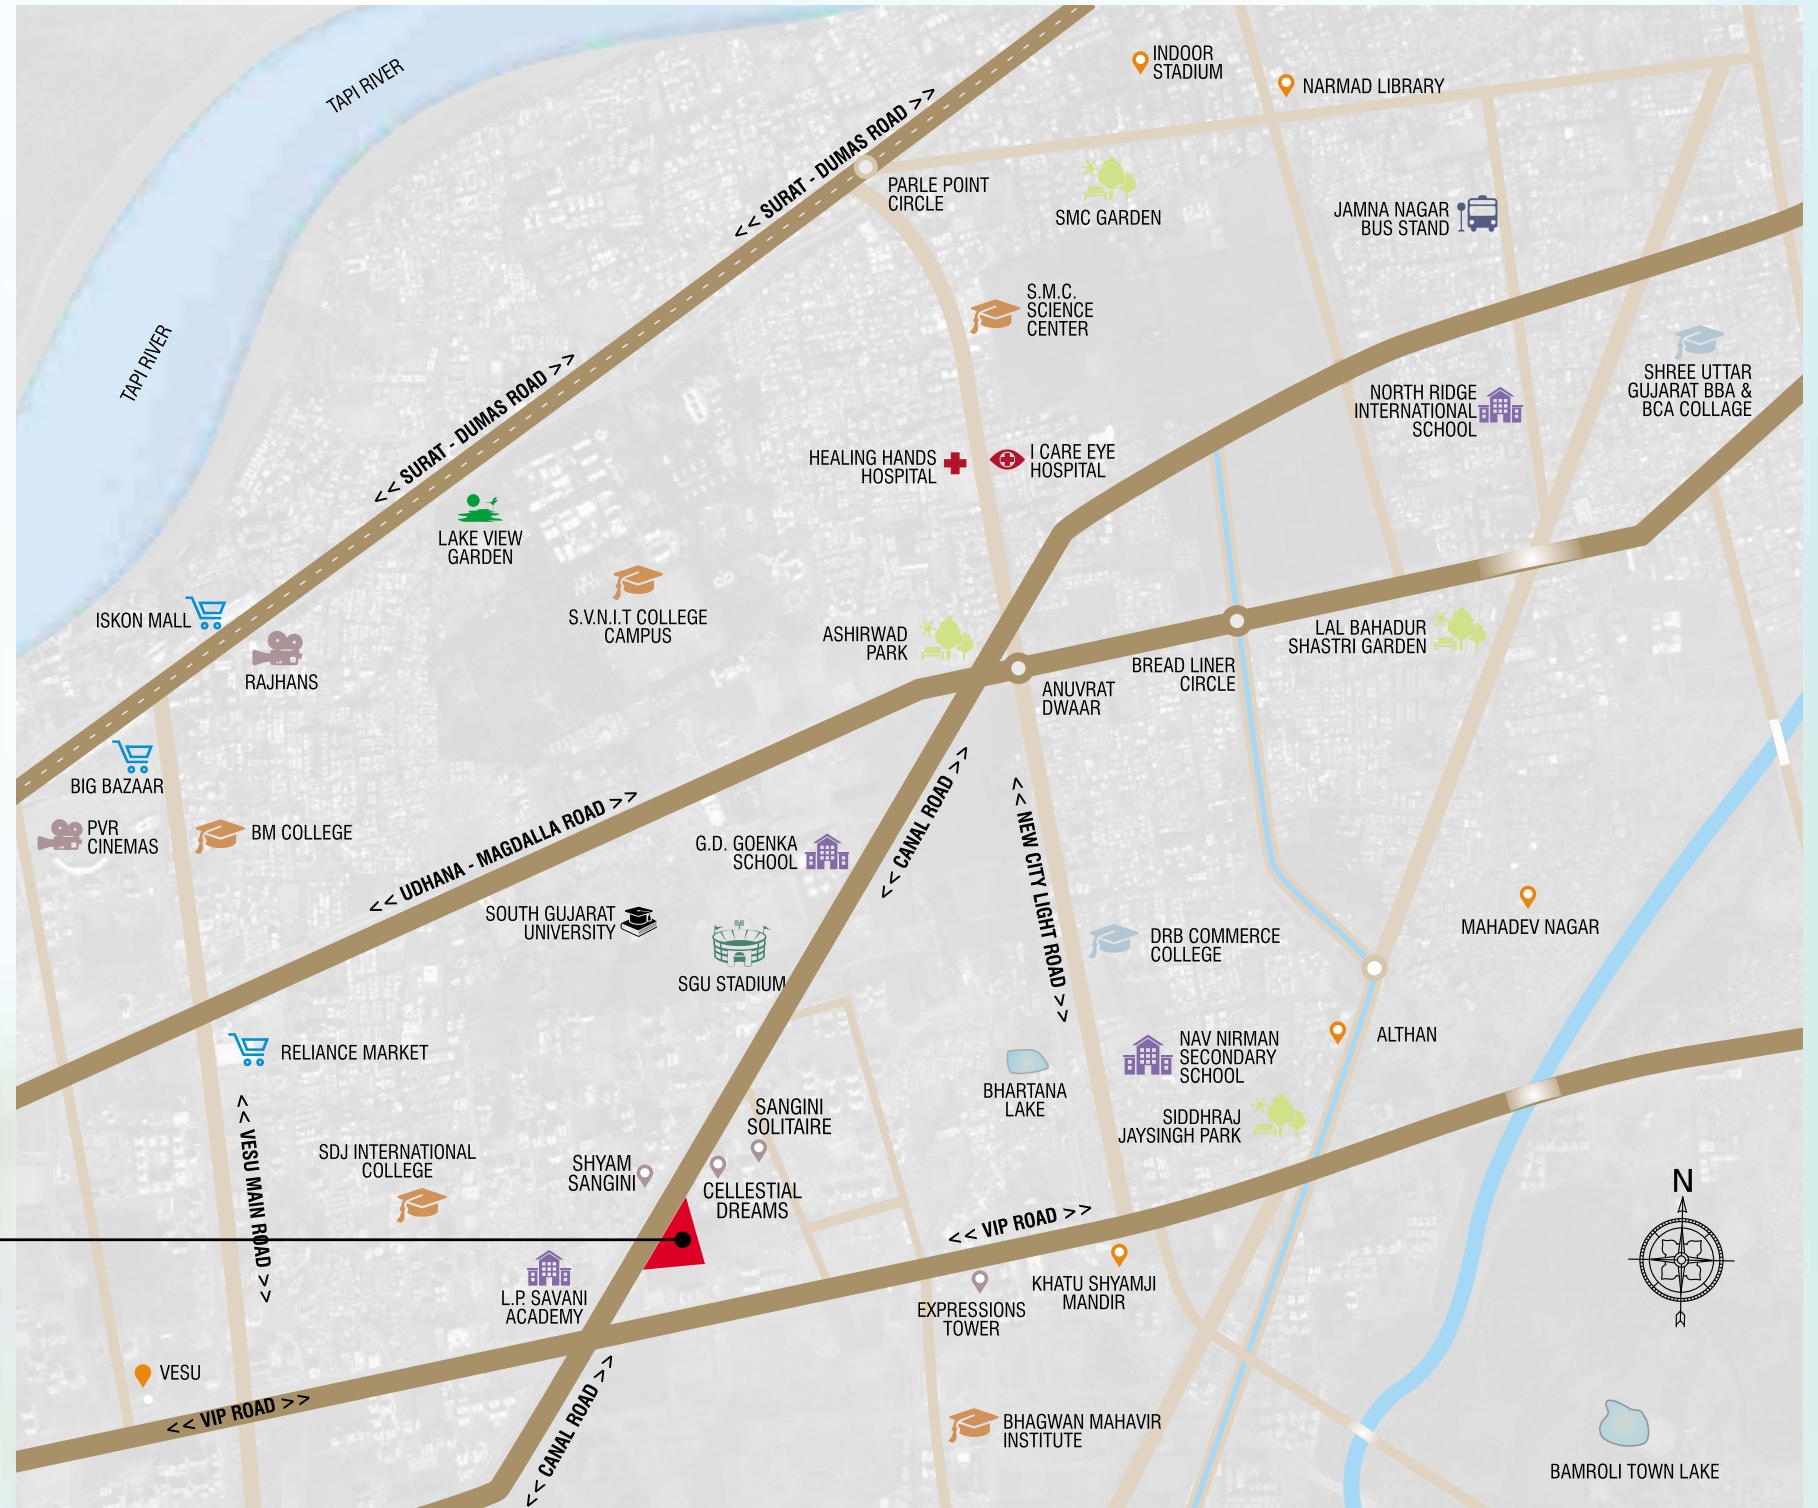 INDOOR
STADIUM
NARMAD LIBRARY
TAPI RIVER
<< SURAT - DUMAS ROAD >>
PARLE POINT
CIRCLE
SMC GARDEN
JAMNA NAGAR
BUS STAND
S.M.C.
SCIENCE
CENTER
TAPI RIVER
<< SURAT - DUMAS ROAD >>
SHREE UTTAR
GUJARAT BBA &
BCA COLLAGE
NORTH RIDGE
INTERNATIONAL
SCHOOL
HEALING HANDS
HOSPITAL
I CARE EYE
HOSPITAL
LAKE VIEW
GARDEN
S.V.N.I.T COLLEGE
CAMPUS
ISKON MALL
RAJHANS
ASHIRWAD
PARK
LAL BAHADUR
SHASTRI GARDEN
BREAD LINER
CIRCLE
ANUVRAT
DWAAR
BIG BAZAAR
PVR
CINEMAS
BM COLLEGE
<< UDHANA - MAGDALLA ROAD >>
G.D. GOENKA
SCHOOL
<< CANAL ROAD >>
<< NEW CITY LIGHT ROAD >>
SOUTH GUJARAT
UNIVERSITY
SGU STADIUM
DRB COMMERCE
COLLEGE
MAHADEV NAGAR
RELIANCE MARKET
ALTHAN
NAV NIRMAN
SECONDARY
SCHOOL
BHARTANA
LAKE
SIDDHRAJ
JAYSINGH PARK
SANGINI
SOLITAIRE
<< VESU MAIN ROAD >>
SDJ INTERNATIONAL
COLLEGE
SHYAM
SANGINI
CELLESTIAL
DREAMS
N
<< VIP ROAD >>
L.P. SAVANI
ACADEMY
KHATU SHYAMJI
MANDIR
EXPRESSIONS
TOWER
VESU
<< VIP ROAD >>
<< CANAL ROAD >>
BHAGWAN MAHAVIR
INSTITUTE
BAMROLI TOWN LAKE